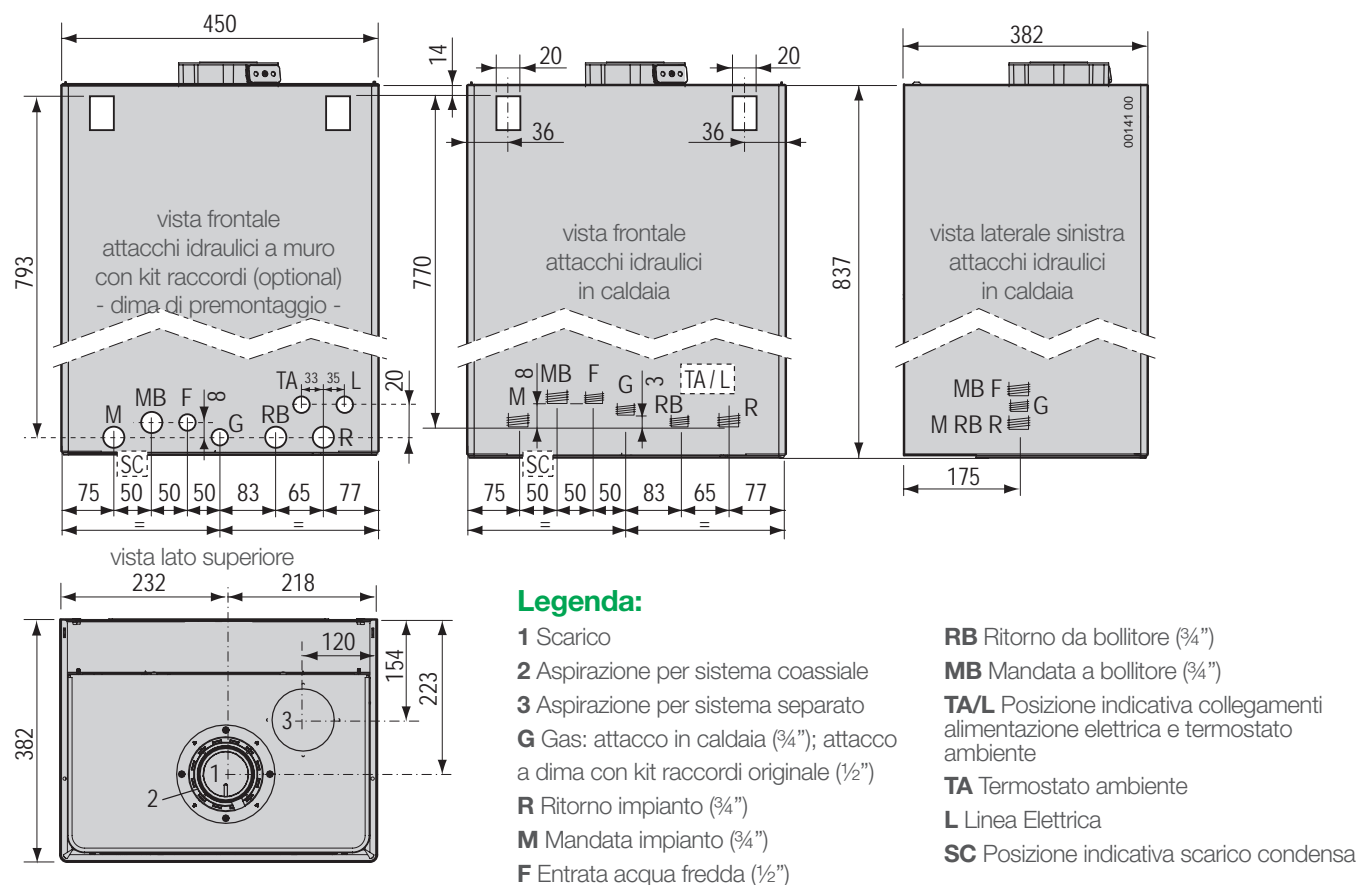 450
14
20
20
382
36
36
00141 00
793
770
837
vista frontale
attacchi idraulici a muro
con kit raccordi (optional)
- dima di premontaggio -
vista frontale
attacchi idraulici
in caldaia
vista laterale sinistra
attacchi idraulici
in caldaia
TA 33 35 L
20
M MB F 8 G RB R
SC
75 50 50 50 83 65 77
= =
M 8 MB F G 3 TA / L
RB R
SC
75 50 50 50 83 65 77
= =
MB F
G
M RB R
175
vista lato superiore
232 218
120
154
223
382
3
1
2
Legenda:
1 Scarico
2 Aspirazione per sistema coassiale
3 Aspirazione per sistema separato
G Gas: attacco in caldaia (¾”); attacco
a dima con kit raccordi originale (½”)
R Ritorno impianto (¾”)
M Mandata impianto (¾”)
F Entrata acqua fredda (½”)
RB Ritorno da bollitore (¾”)
MB Mandata a bollitore (¾”)
TA/L Posizione indicativa collegamenti
alimentazione elettrica e termostato
ambiente
TA Termostato ambiente
L Linea Elettrica
SC Posizione indicativa scarico condensa